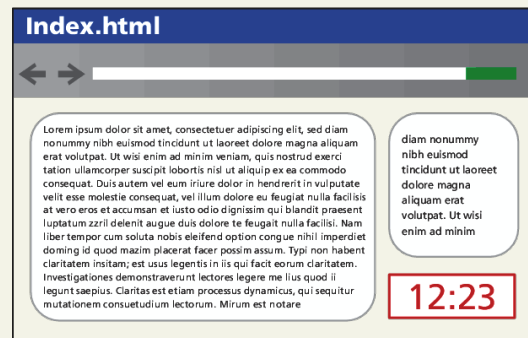 Index.html
Lorem ipsum dolor sit amet, consectetuer adipiscing elit, sed diam
nonummy nibh euismod tincidunt ut laoreet dolore magna aliquam
erat volutpat. Ut wisi enim ad minim veniam, quis nostrud exerci
tation ullamcorper suscipit lobortis nisl ut aliquip ex ea commodo
consequat. Duis autem vel eum iriure dolor in hendrerit in vulputate
velit esse molestie consequat, vel illum dolore eu feugiat nulla facilisis
at vero eros et accumsan et iusto odio dignissim qui blandit praesent
luptatum zzril delenit augue duis dolore te feugait nulla facilisi. Nam
liber tempor cum soluta nobis eleifend option congue nihil imperdiet
doming id quod mazim placerat facer possim assum. Typi non habent
claritatem insitam; est usus legentis in iis qui facit eorum claritatem.
Investigationes demonstraverunt lectores legere me lius quod ii
legunt saepius. Claritas est etiam processus dynamicus, qui sequitur
mutationem consuetudium lectorum. Mirum est notare
diam nonummy
nibh euismod
tincidunt ut laoreet
dolore magna
aliquam erat
volutpat. Ut wisi
enim ad minim
12:23